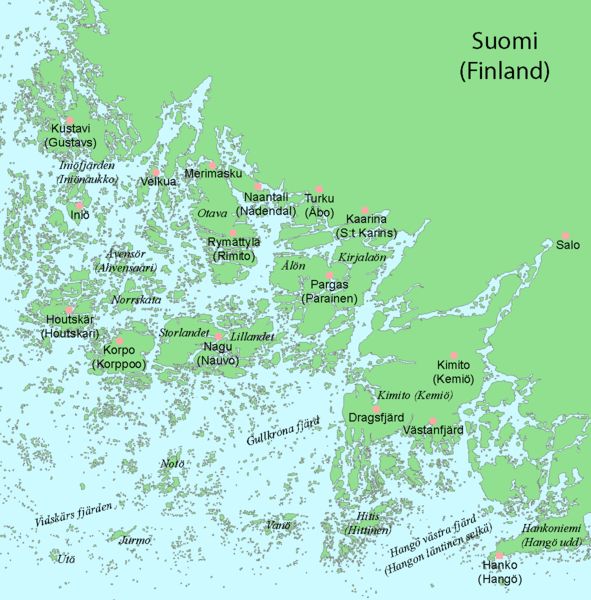 Suomi
(Finland)
Kustavi
(Gustavs)
Iniöfjärden
(Iniönaukko)
Velkua
Merimasku
Iniö
Naantali
(Nådendal)
Turku
(Åbo)
Otava
Kaarina
(S:t Karins)
Rymättylä
(Rimito)
Salo
Åvensör
(Ahvensaari)
Ålön
Kirjalaön
Pargas
(Parainen)
Norrskata
Houtskär
(Houtskari)
Storlandet
Lillandet
Korpo
(Korppoo)
Nagu
(Nauvo)
Kimito
(Kemiö)
Kimito (Kemiö)
Dragsfjärd
Västanfjärd
Gullkrona fjärd
Notö
Vidskärs fjärden
Jurmo
Utö
Vanö
Hitis
(Hittinen)
Hangö västra fjärd
(Hangon läntinen selkä)
Hankoniemi
(Hangö udd)
Hanko
(Hangö)